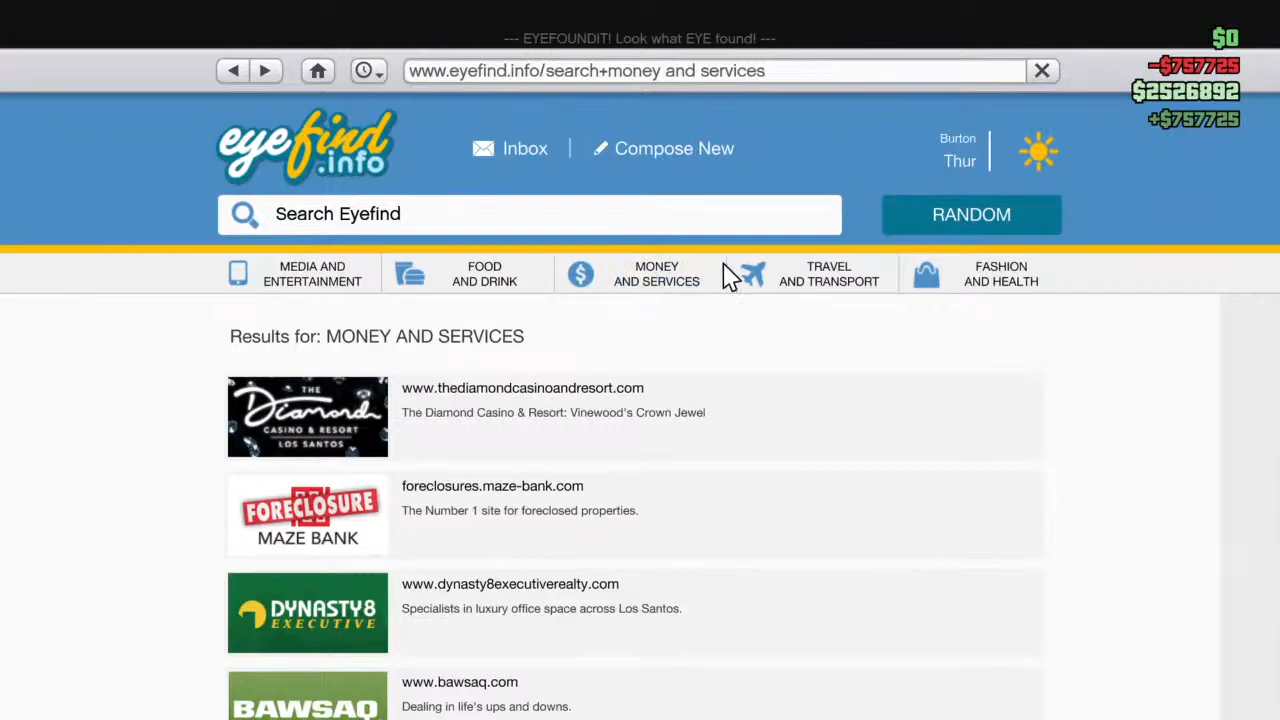 --- EYEFOUNDIT! Look what EYE found! ---
$0
-$757725
$2526892
+$757725
www.eyefind.info/search+money and services
eyefind
.info
Inbox
Compose New
Burton
Thur
Search Eyefind
RANDOM
MEDIA AND
ENTERTAINMENT
FOOD
AND DRINK
MONEY
AND SERVICES
TRAVEL
AND TRANSPORT
FASHION
AND HEALTH
Results for: MONEY AND SERVICES
THE
Diamond
CASINO & RESORT
LOS SANTOS
www.thediamondcasinoandresort.com
The Diamond Casino & Resort: Vinewood's Crown Jewel
FORECLOSURE
MAZE BANK
foreclosures.maze-bank.com
The Number 1 site for foreclosed properties.
DYNASTY8
EXECUTIVE
www.dynasty8executiverealty.com
Specialists in luxury office space across Los Santos.
BAWSAQ
www.bawsaq.com
Dealing in life's ups and downs.